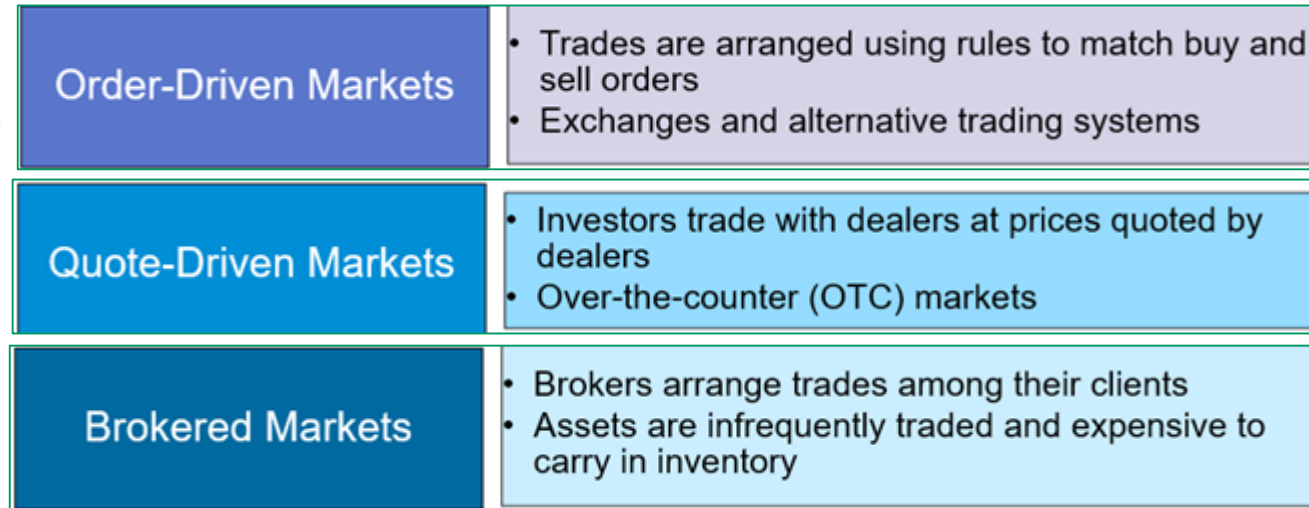 Order-Driven Markets
• Trades are arranged using rules to match buy and
sell orders
• Exchanges and alternative trading systems
Quote-Driven Markets
• Investors trade with dealers at prices quoted by
dealers
• Over-the-counter (OTC) markets
Brokered Markets
• Brokers arrange trades among their clients
• Assets are infrequently traded and expensive to
carry in inventory